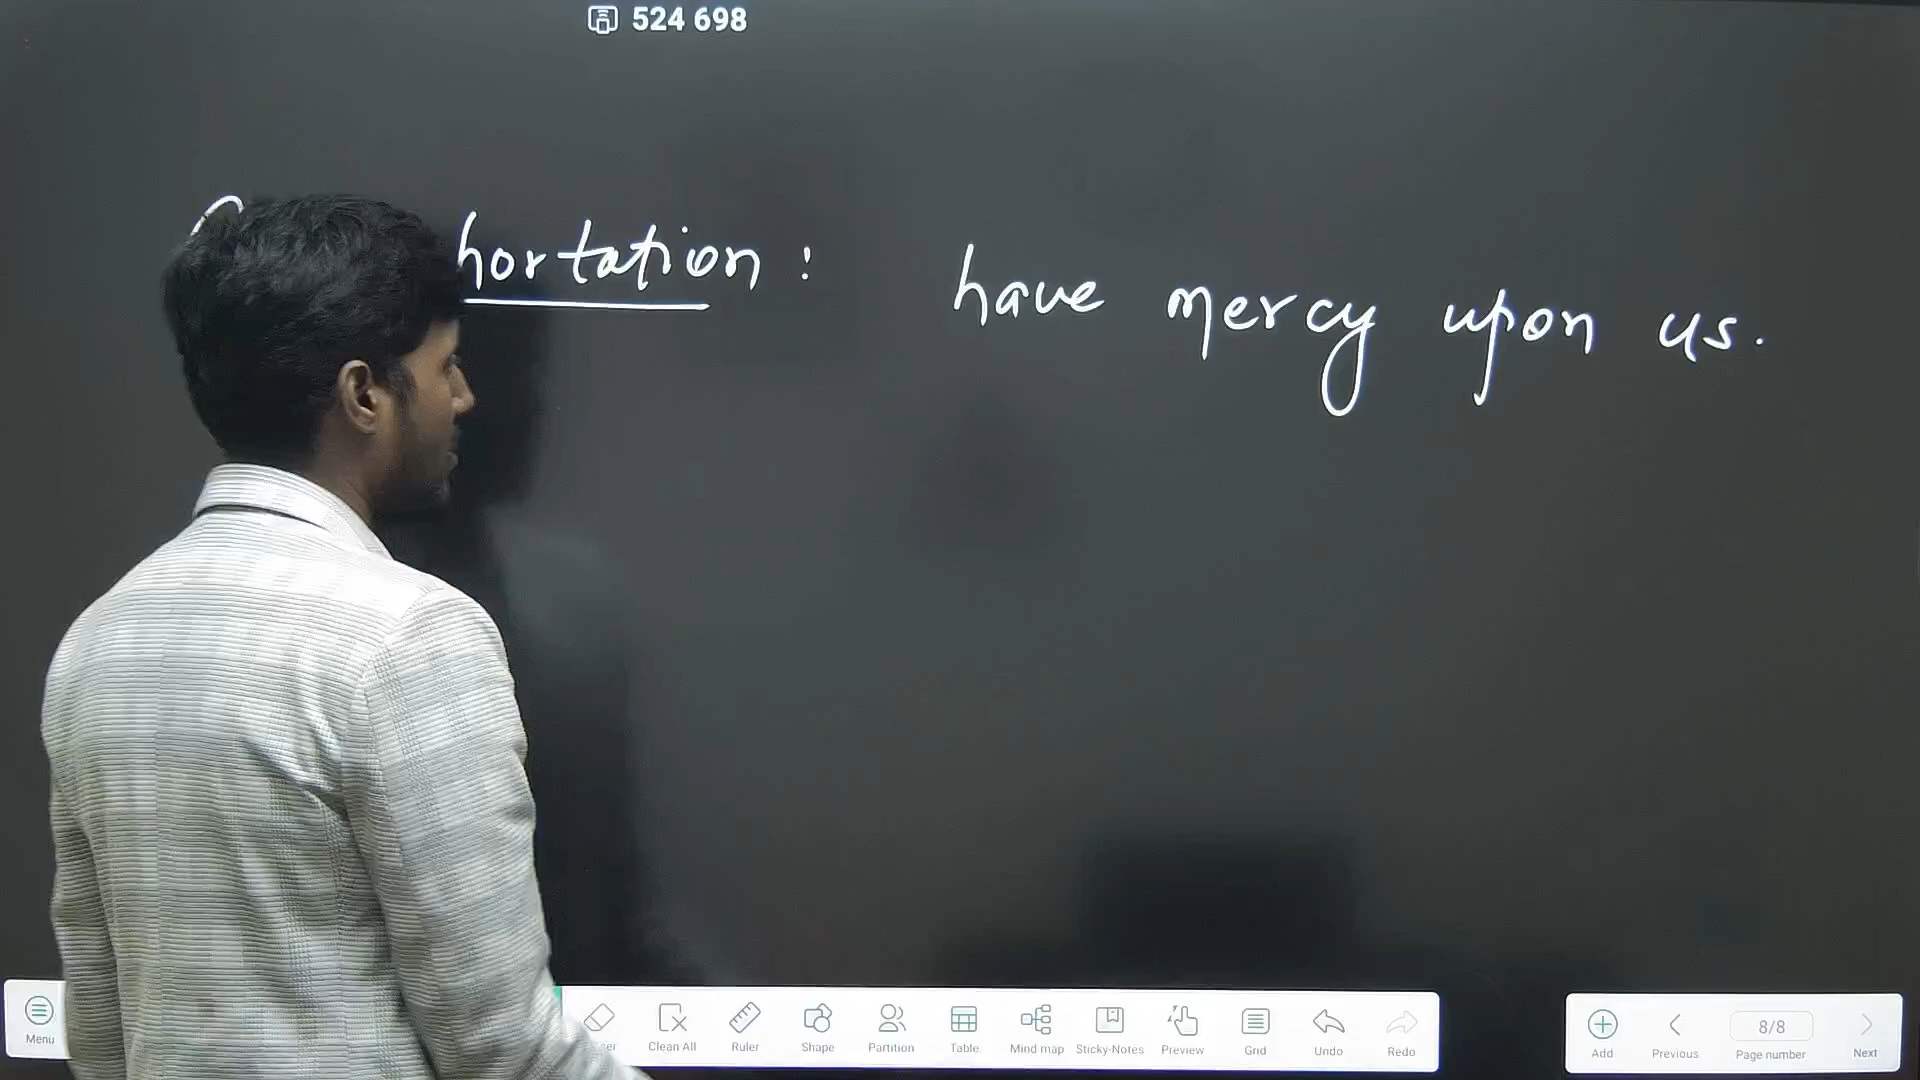 524 698
hortation : have mercy upon us.
Menu
Clean All
Ruler
Shape
Partition
Table
Mind map
Sticky-Notes
Preview
Grid
Undo
Redo
Add
Previous
8/8
Page number
Next